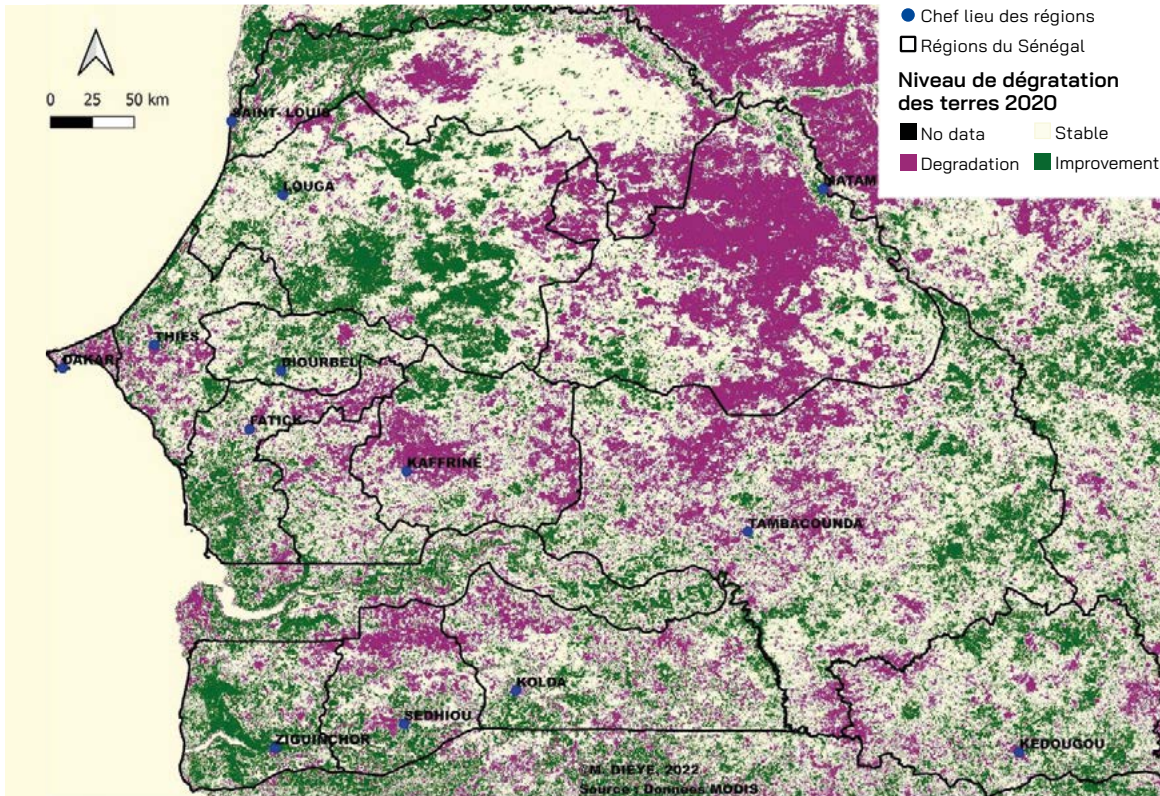 Chef lieu des régions
Régions du Sénégal
Niveau de dégratation
des terres 2020
No data
Stable
Degradation
Improvement
0 25 50 km
SAINT- LOUIS
LOUGA
MATAM
THIES
DAKAR
DIOURBEL
FATICK
KAFFRINE
TAMBACOUNDA
KOLDA
SEDHIOU
ZIGUINCHOR
KEDOUGOU
M. DIEYE, 2022
Source : Données MODIS